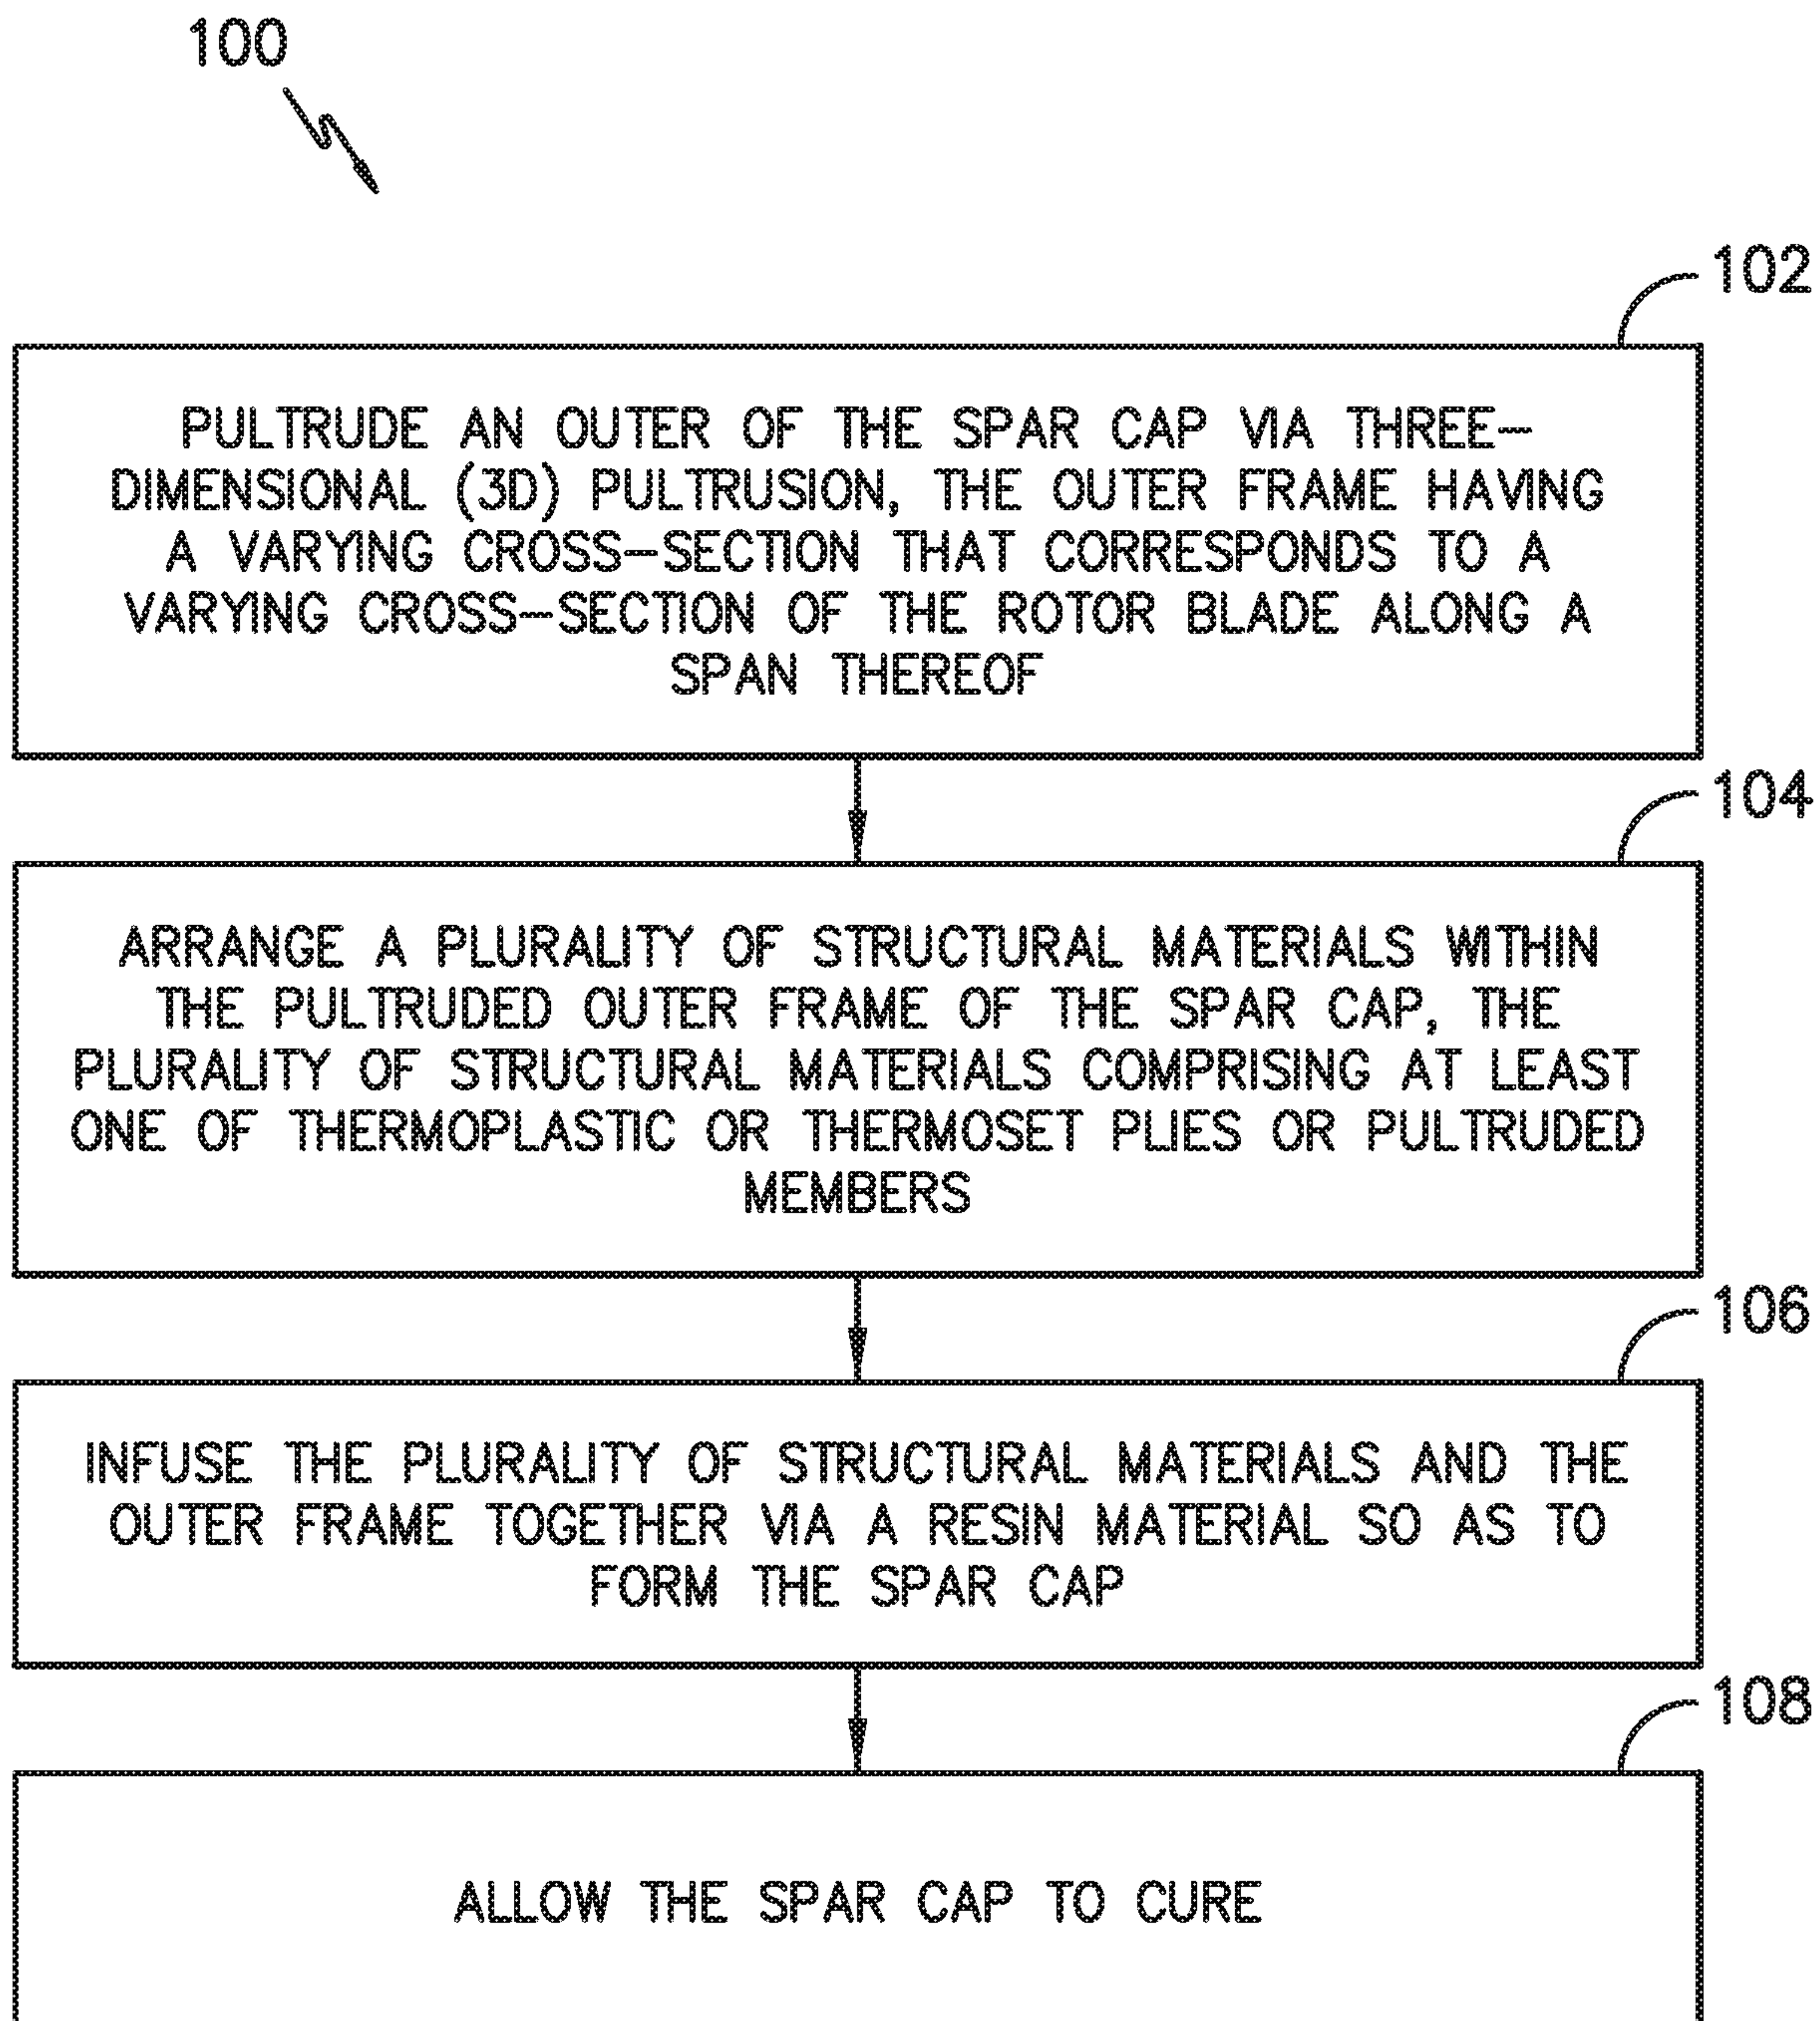 100
102
PULTRUDE AN OUTER OF THE SPAR CAP VIA THREE-
DIMENSIONAL (3D) PULTRUSION, THE OUTER FRAME HAVING
A VARYING CROSS-SECTION THAT CORRESPONDS TO A
VARYING CROSS-SECTION OF THE ROTOR BLADE ALONG A
SPAN THEREOF
104
ARRANGE A PLURALITY OF STRUCTURAL MATERIALS WITHIN
THE PULTRUDED OUTER FRAME OF THE SPAR CAP, THE
PLURALITY OF STRUCTURAL MATERIALS COMPRISING AT LEAST
ONE OF THERMOPLASTIC OR THERMOSET PLIES OR PULTRUDED
MEMBERS
106
INFUSE THE PLURALITY OF STRUCTURAL MATERIALS AND THE
OUTER FRAME TOGETHER VIA A RESIN MATERIAL SO AS TO
FORM THE SPAR CAP
108
ALLOW THE SPAR CAP TO CURE